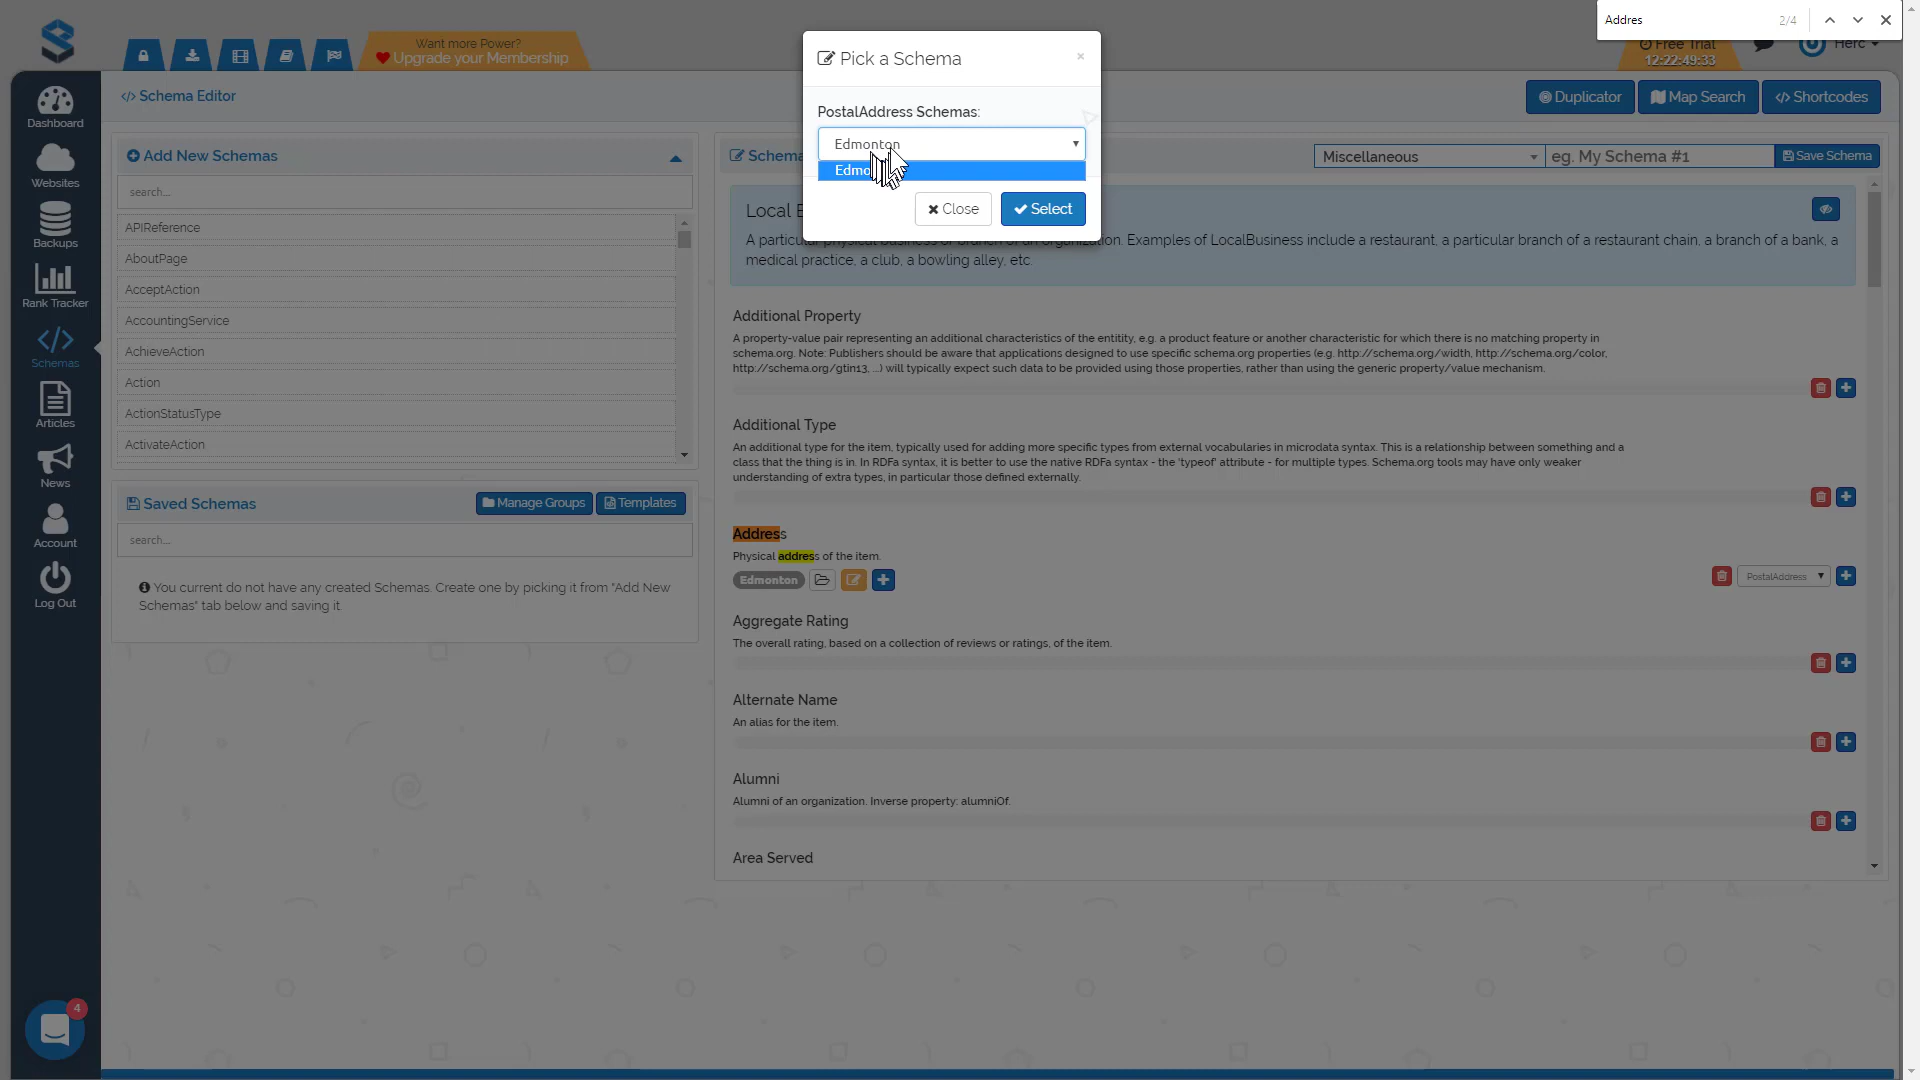 Addres
2/4
Want more Power?
Upgrade your Membership
Free Trial
12:22:49:33
Herc
Dashboard
Websites
Backups
Rank Tracker
Schemas
Articles
News
Account
Log Out
4
Schema Editor
Duplicator
Map Search
Shortcodes
Pick a Schema
×
PostalAddress Schemas:
Edmonton
Close
Select
Add New Schemas
search...
APIReference
AboutPage
AcceptAction
AccountingService
AchieveAction
Action
ActionStatusType
ActivateAction
Saved Schemas
Manage Groups
Templates
search...
You current do not have any created Schemas. Create one by picking it from "Add New
Schemas" tab below and saving it.
Miscellaneous
eg. My Schema #1
Save Schema
A particular physical business or branch of an organization. Examples of LocalBusiness include a restaurant, a particular branch of a restaurant chain, a branch of a bank, a
medical practice, a club, a bowling alley, etc.
Additional Property
A property-value pair representing an additional characteristics of the entitity, e.g. a product feature or another characteristic for which there is no matching property in
schema.org. Note: Publishers should be aware that applications designed to use specific schema.org properties (e.g. http://schema.org/width, http://schema.org/color,
http://schema.org/gtin13, ...) will typically expect such data to be provided using those properties, rather than using the generic property/value mechanism.
Additional Type
An additional type for the item, typically used for adding more specific types from external vocabularies in microdata syntax. This is a relationship between something and a
class that the thing is in. In RDFa syntax, it is better to use the native RDFa syntax - the 'typeof' attribute - for multiple types. Schema.org tools may have only weaker
understanding of extra types, in particular those defined externally.
Address
Physical address of the item.
Edmonton
PostalAddress
Aggregate Rating
The overall rating, based on a collection of reviews or ratings, of the item.
Alternate Name
An alias for the item.
Alumni
Alumni of an organization. Inverse property: alumniOf.
Area Served